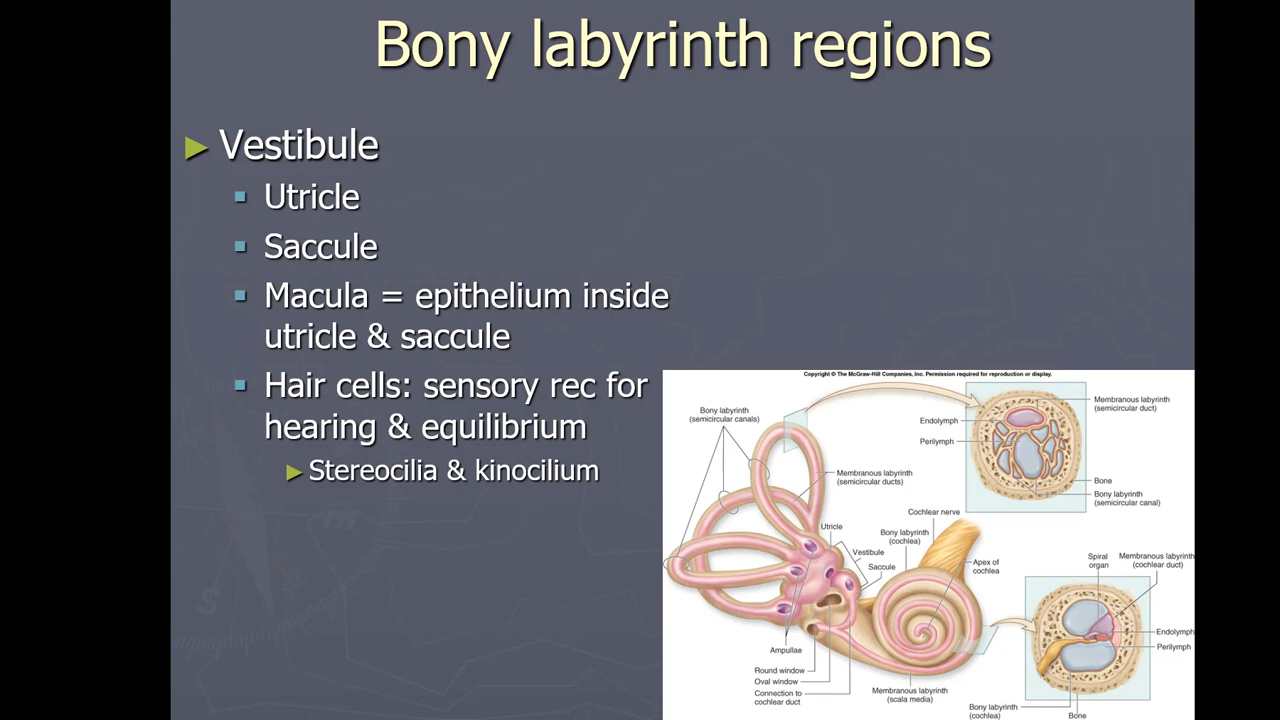 Bony labyrinth regions
Vestibule
Utricle
Saccule
Macula = epithelium inside
utricle & saccule
Hair cells: sensory rec for
hearing & equilibrium
Stereocilia & kinocilium
Copyright © The McGraw-Hill Companies, Inc. Permission required for reproduction or display.
Bony labyrinth
(semicircular canals)
Membranous labyrinth
(semicircular duct)
Endolymph
Perilymph
Bone
Bony labyrinth
(semicircular canal)
Membranous labyrinth
(semicircular ducts)
Utricle
Vestibule
Saccule
Cochlear nerve
Bony labyrinth
(cochlea)
Apex of
cochlea
Spiral
organ
Membranous labyrinth
(cochlear duct)
Endolymph
Perilymph
Ampullae
Round window
Oval window
Connection to
cochlear duct
Membranous labyrinth
(scala media)
Bony labyrinth
(cochlea)
Bone
S